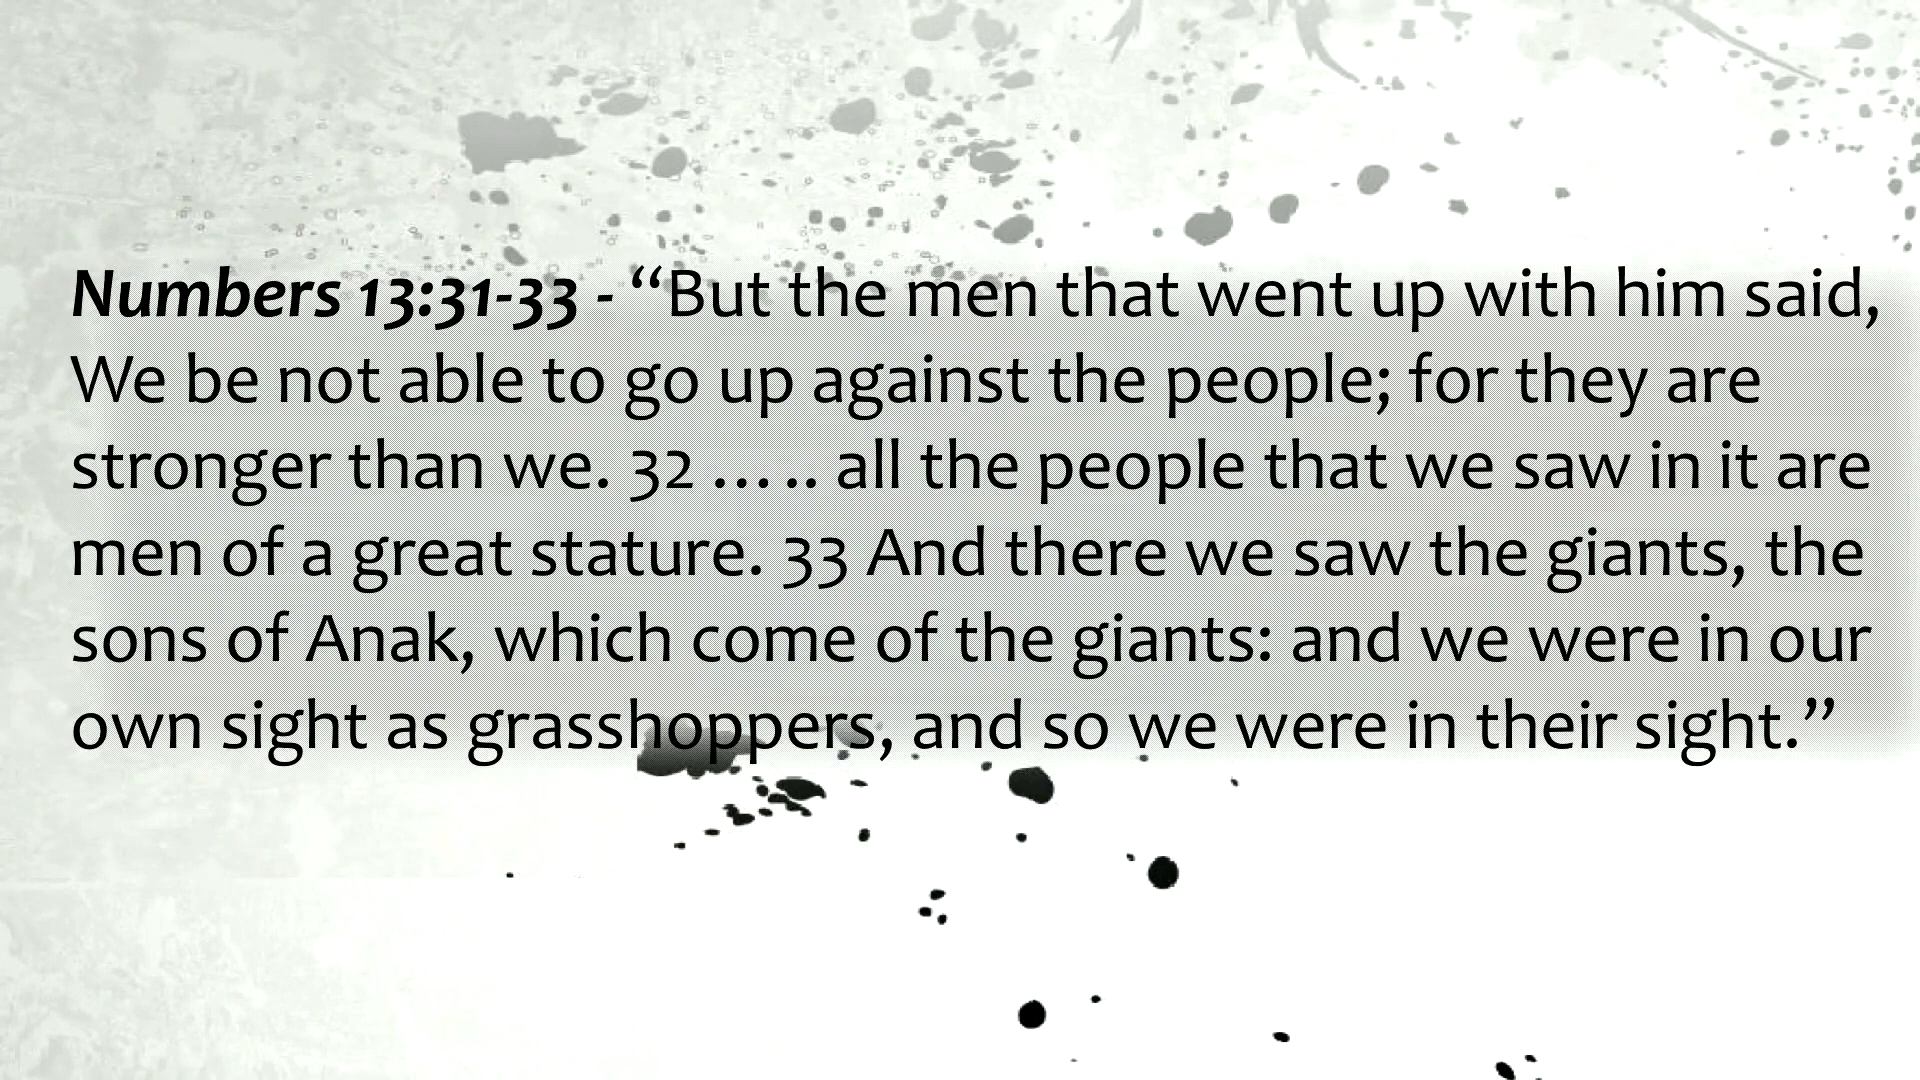 Numbers 13:31-33 - “But the men that went up with him said,
We be not able to go up against the people; for they are
stronger than we. 32 ….. all the people that we saw in it are
men of a great stature. 33 And there we saw the giants, the
sons of Anak, which come of the giants: and we were in our
own sight as grasshoppers, and so we were in their sight.”